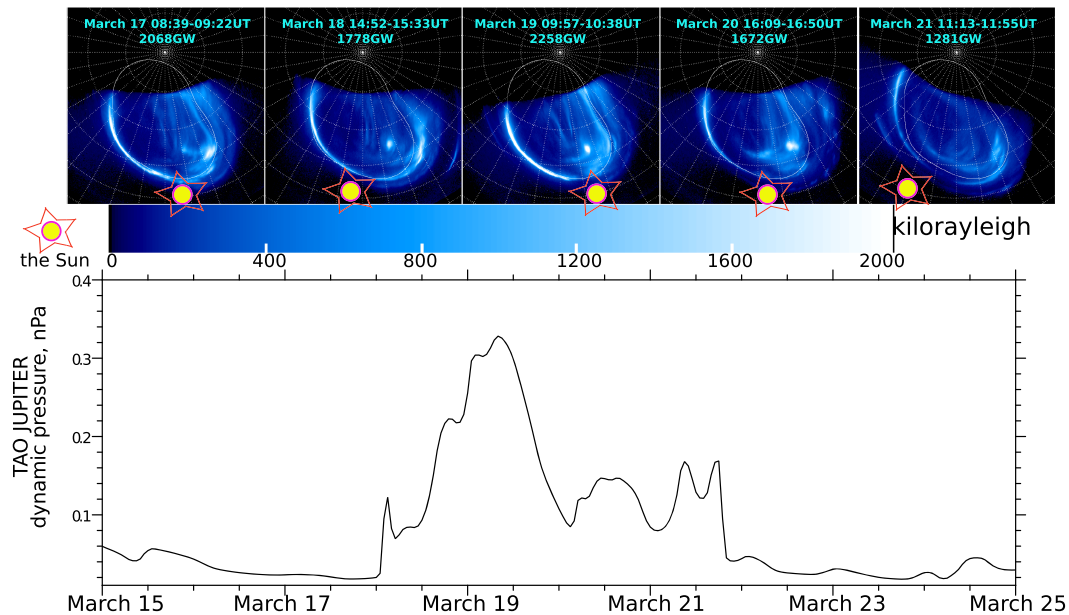 March 17 08:39-09:22UT
2068GW
March 18 14:52-15:33UT
1778GW
March 19 09:57-10:38UT
2258GW
March 20 16:09-16:50UT
1672GW
March 21 11:13-11:55UT
1281GW
kilorayleigh
the Sun
0 400 800 1200 1600 2000
TAO JUPITER
dynamic pressure, nPa
0.4
0.3
0.2
0.1
March 15 March 17 March 19 March 21 March 23 March 25